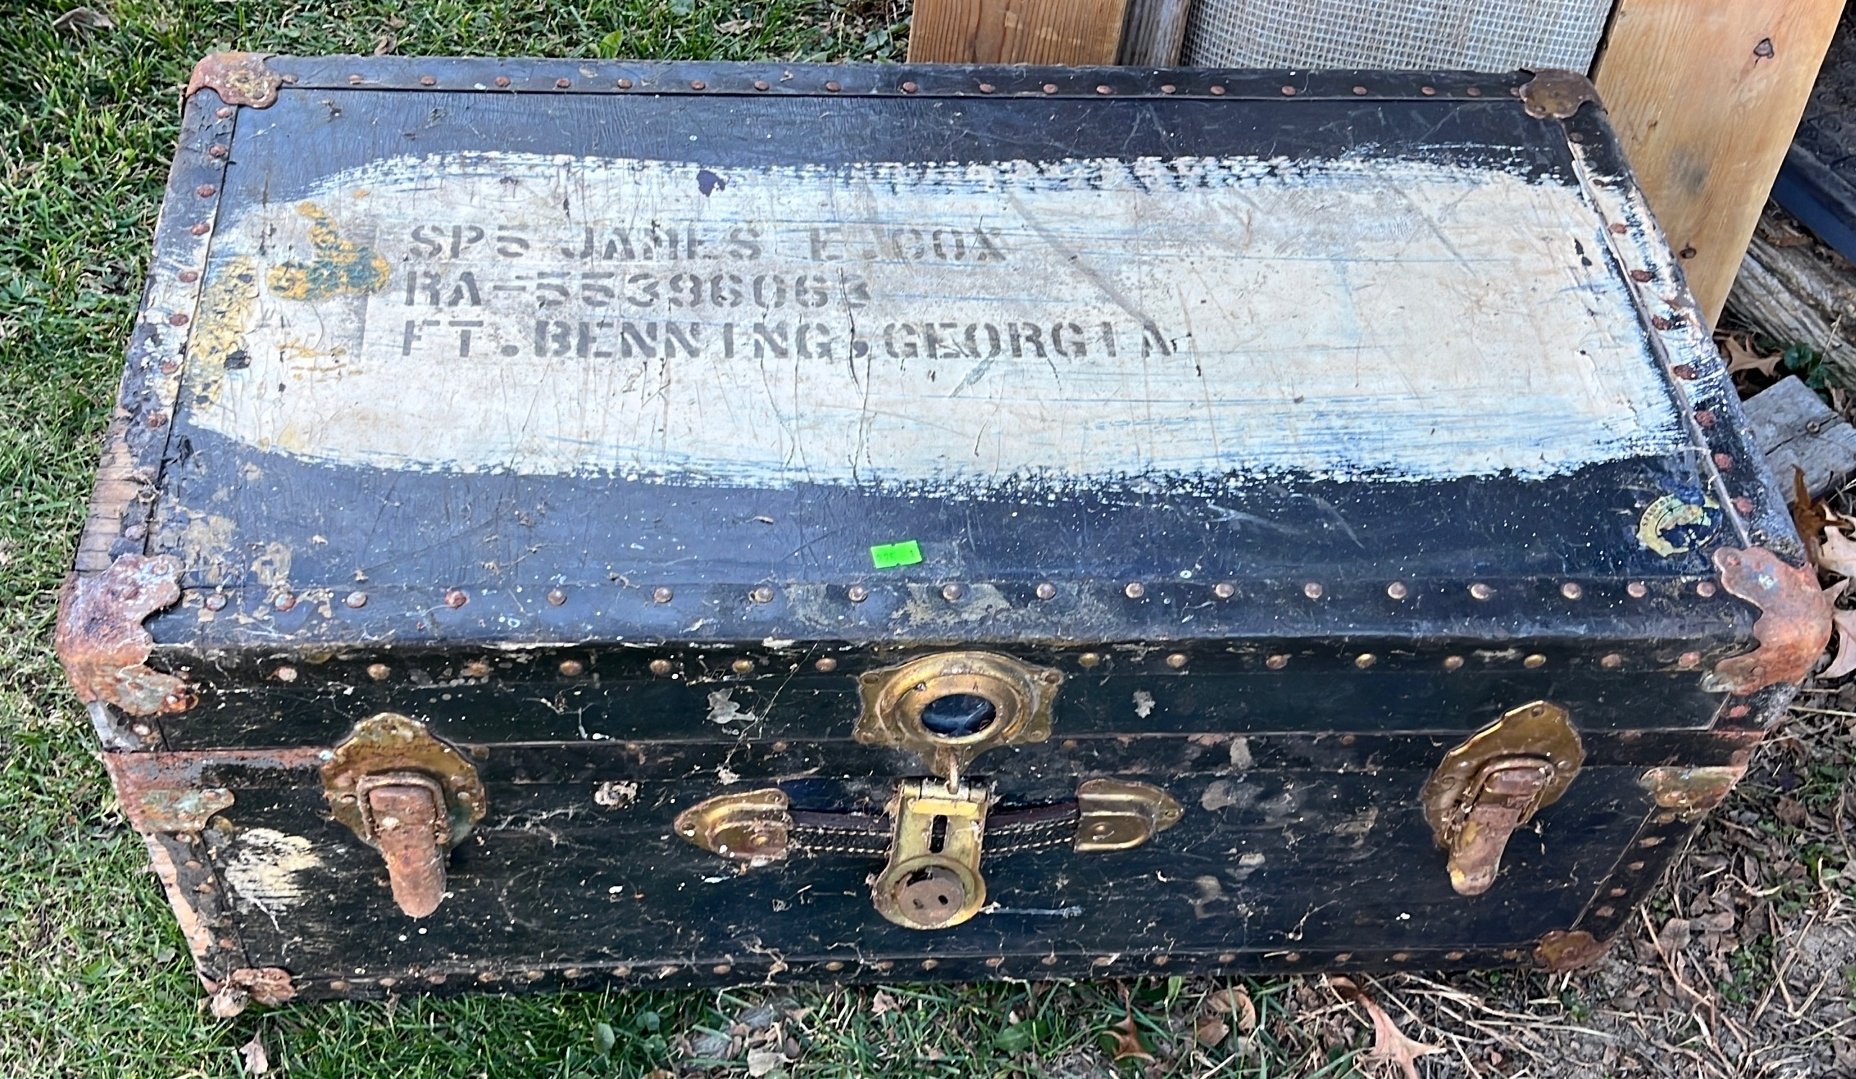 SP5 JAMES E.COX
RA-55396063
FT.BENNING,GEORGIA